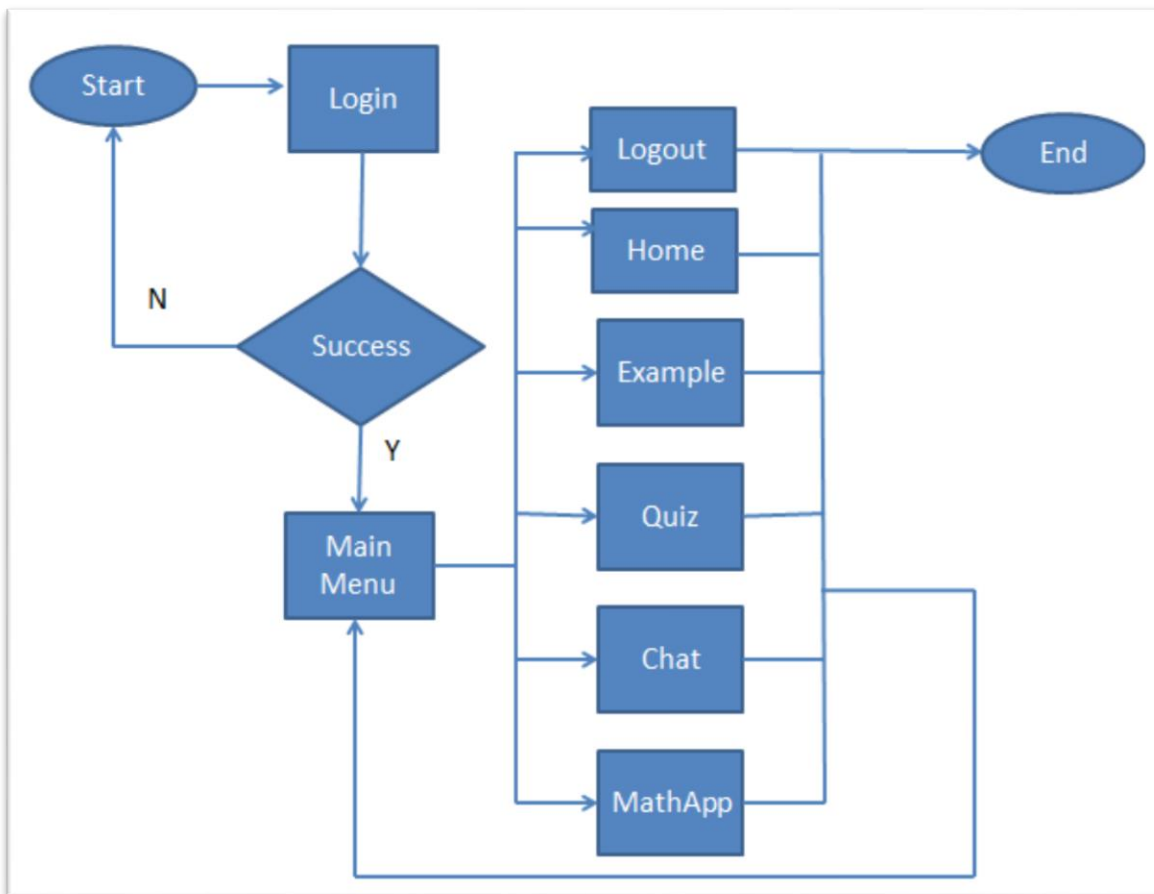 Start
Login
Success
N
Y
Main
Menu
Logout
Home
Example
Quiz
Chat
MathApp
End